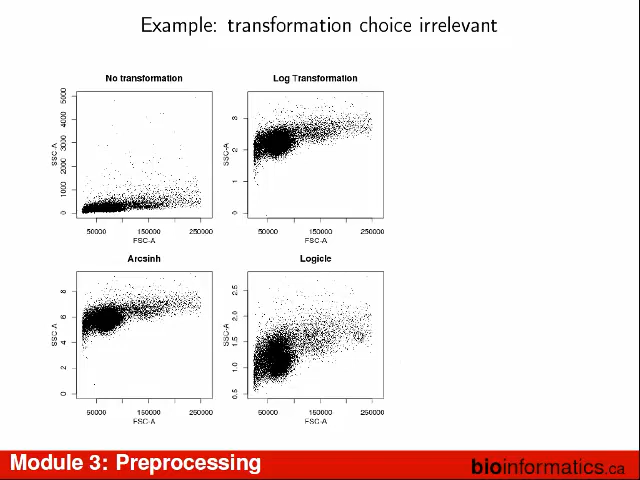 Example: transformation choice irrelevant
No transformation
SSC-A
0 1000 2000 3000 4000 5000
50000 150000 250000
FSC-A
Log Transformation
SSC-A
0 1 2 3
50000 150000 250000
FSC-A
Arcsinh
SSC-A
0 2 4 6 8
50000 150000 250000
FSC-A
Logicle
SSC-A
0.5 1.0 1.5 2.0 2.5
50000 150000 250000
FSC-A
Module 3: Preprocessing
bioinformatics.ca